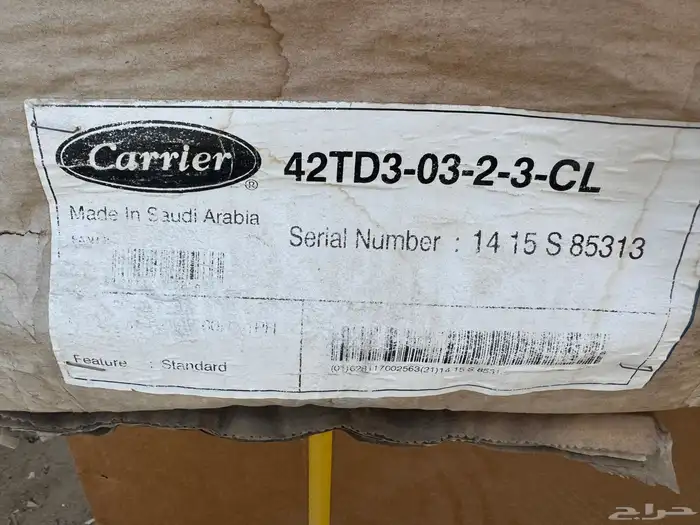 Carrier
®
42TD3-03-2-3-CL
Made In Saudi Arabia
Serial Number : 14 15 S 85313
Feature : Standard
حراج